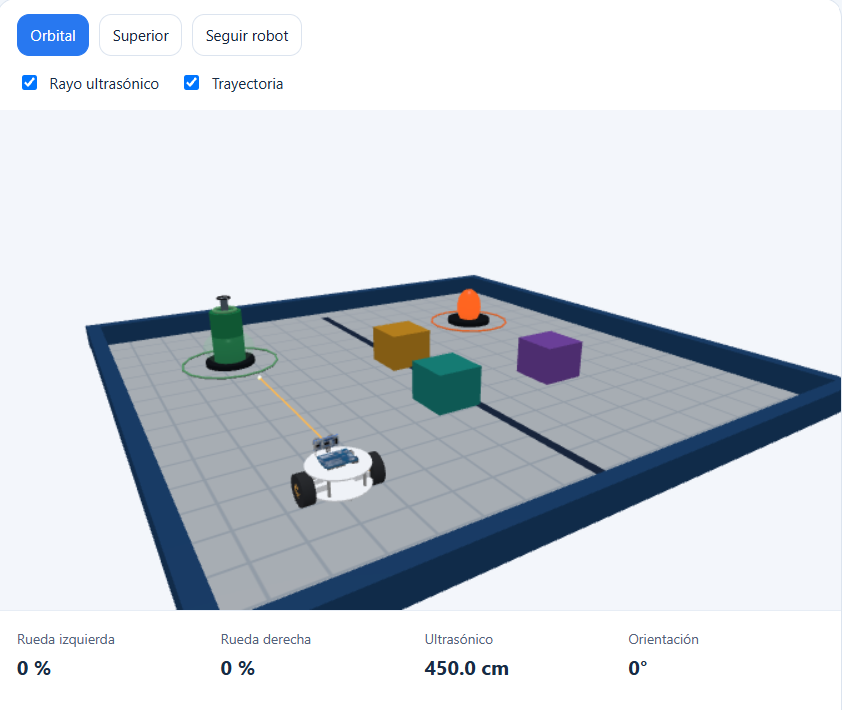 Orbital Superior Seguir robot
Rayo ultrasónico Trayectoria
Rueda izquierda Rueda derecha Ultrasónico Orientación
0 % 0 % 450.0 cm 0°